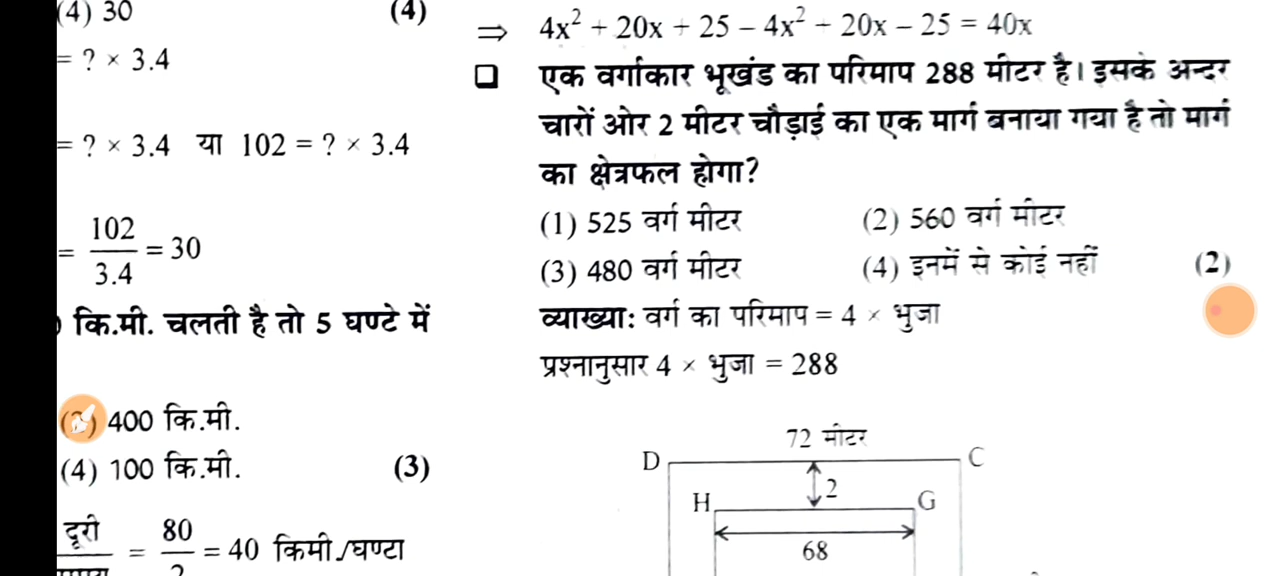 (4) 30 (4)
= ? × 3.4
= ? × 3.4 या 102 = ? × 3.4
= 102/3.4 = 30
कि.मी. चलती है तो 5 घण्टे में
400 कि.मी.
(4) 100 कि.मी. (3)
दूरी = 80/2 = 40 किमी./घण्टा
⇒ 4x² + 20x + 25 – 4x² + 20x – 25 = 40x
❑ एक वर्गाकार भूखंड का परिमाप 288 मीटर है। इसके अन्दर
चारों ओर 2 मीटर चौड़ाई का एक मार्ग बनाया गया है तो मार्ग
का क्षेत्रफल होगा?
(1) 525 वर्ग मीटर (2) 560 वर्ग मीटर
(3) 480 वर्ग मीटर (4) इनमें से कोई नहीं (2)
व्याख्या: वर्ग का परिमाप = 4 × भुजा
प्रश्नानुसार 4 × भुजा = 288
72 मीटर
D C
2
H G
68